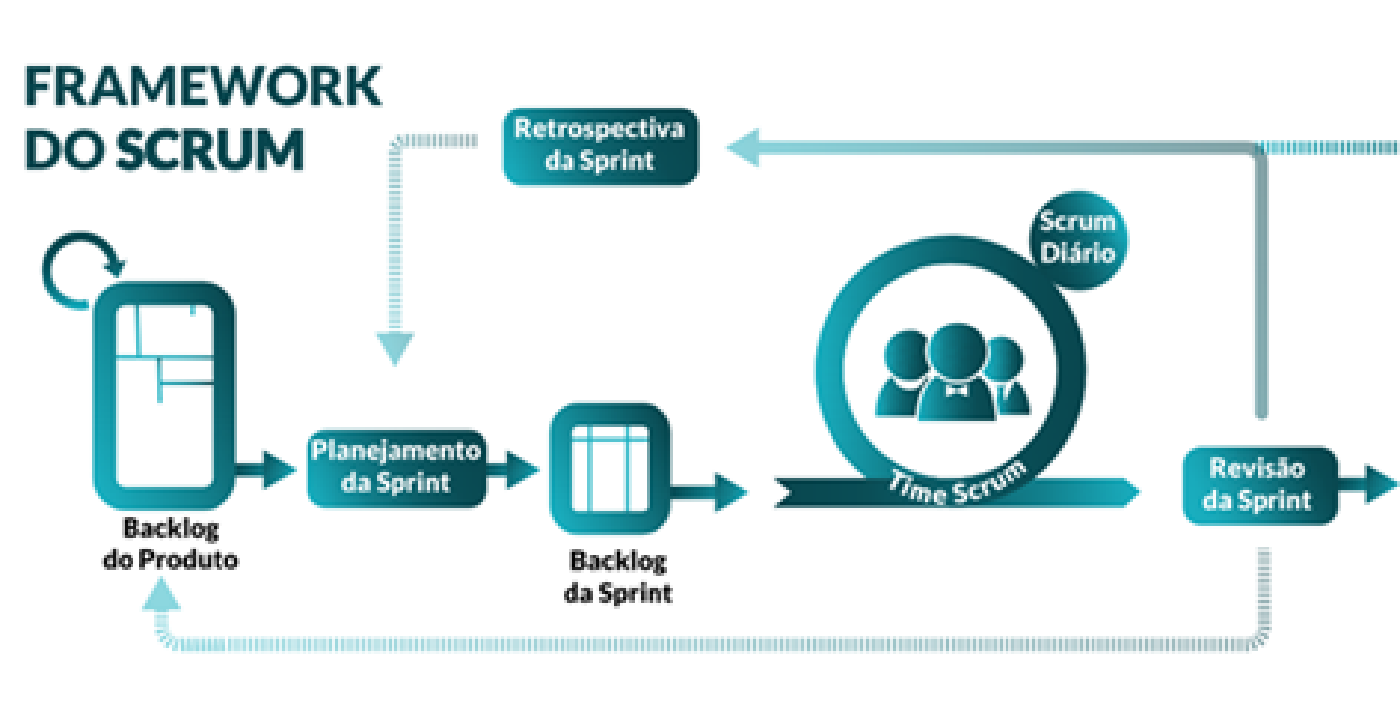 FRAMEWORK
DO SCRUM
Retrospectiva
da Sprint
Scrum
Diário
Planejamento
da Sprint
Time Scrum
Revisão
da Sprint
Backlog
do Produto
Backlog
da Sprint